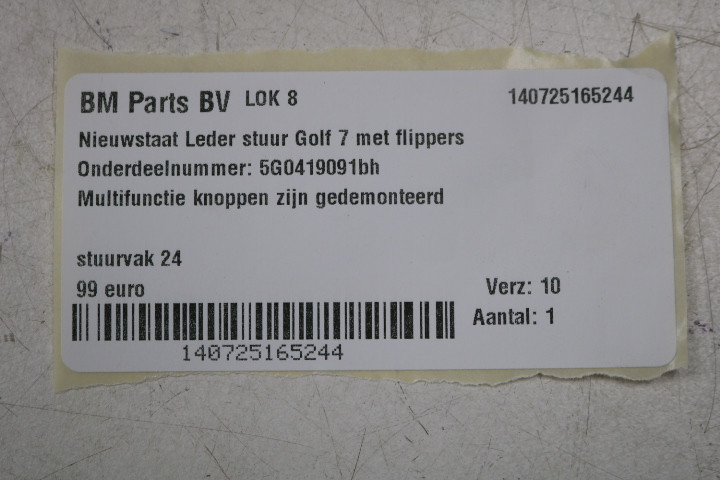 BM Parts BV LOK 8 140725165244
Nieuwstaat Leder stuur Golf 7 met flippers
Onderdeelnummer: 5G0419091bh
Multifunctie knoppen zijn gedemonteerd
stuurvak 24
99 euro Verz: 10
Aantal: 1
140725165244